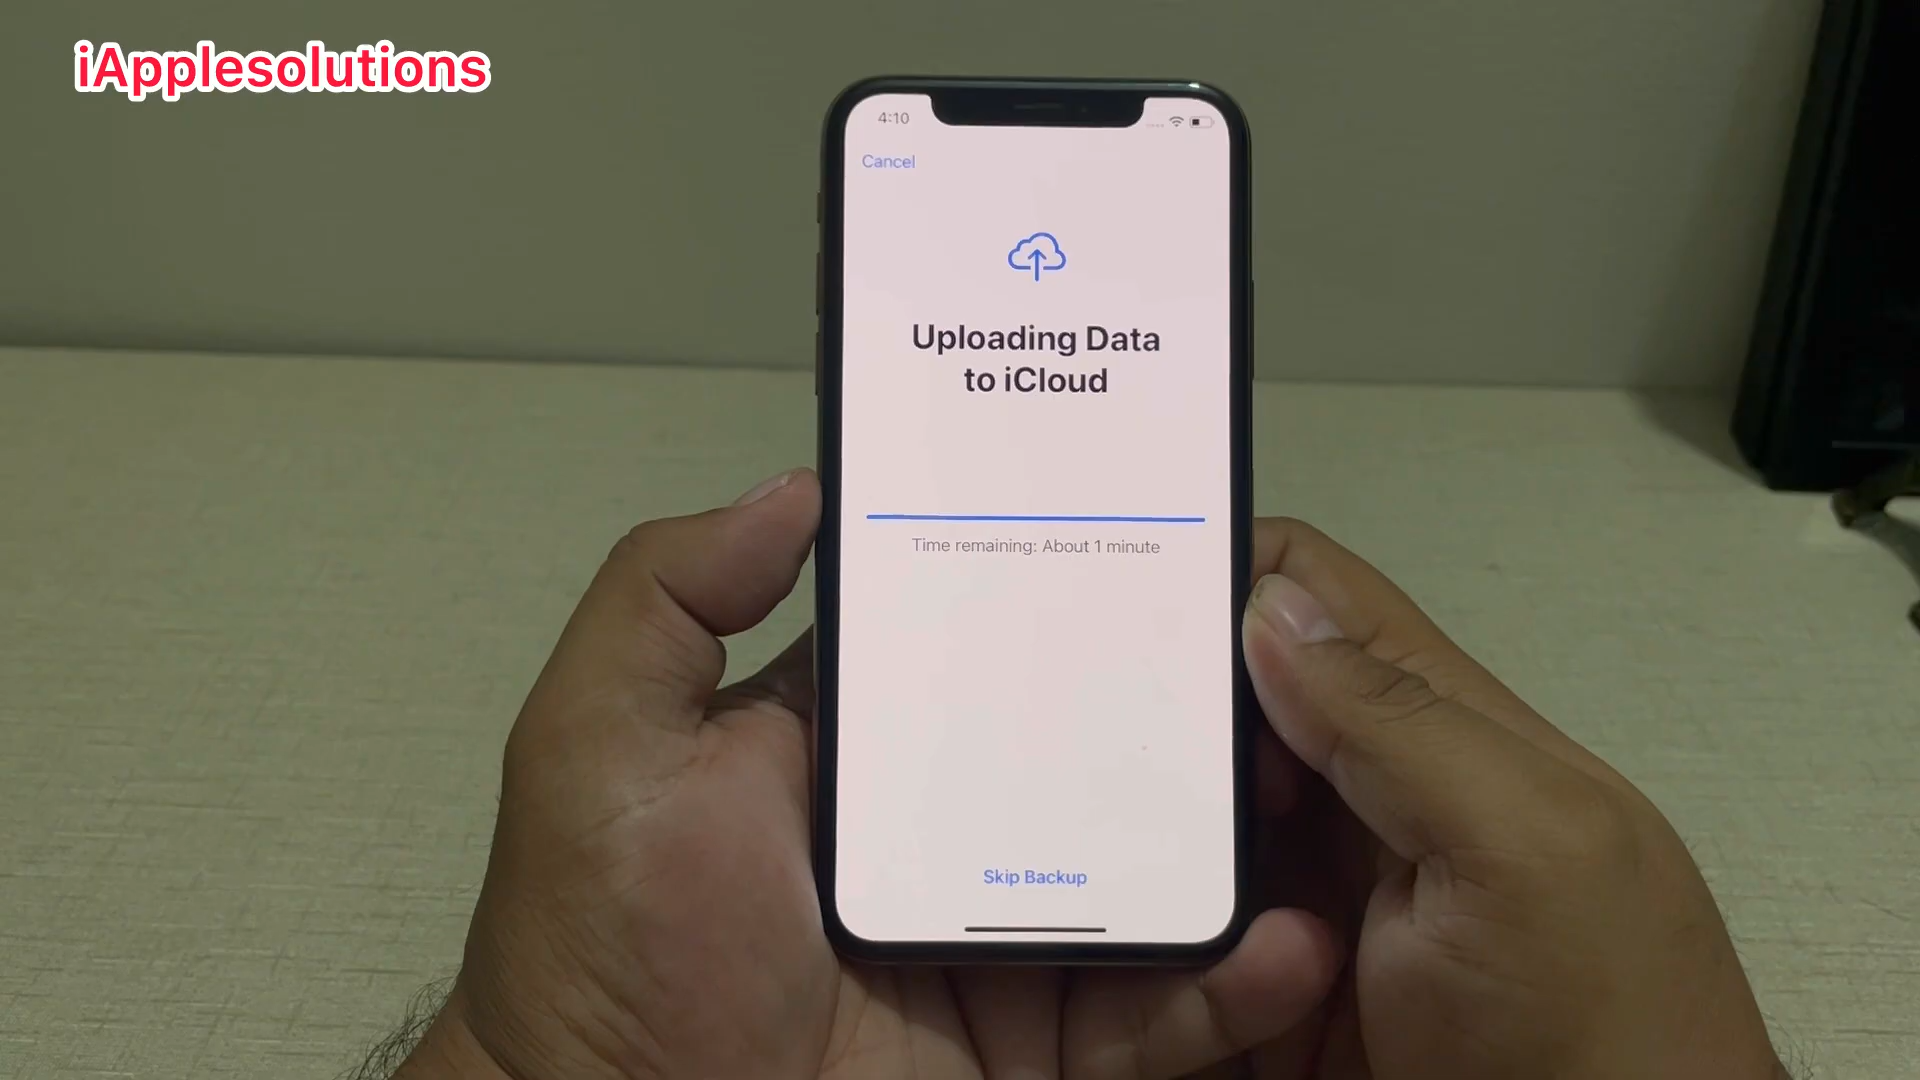 iApplesolutions
4:10
Cancel
Uploading Data
to iCloud
Time remaining: About 1 minute
Skip Backup